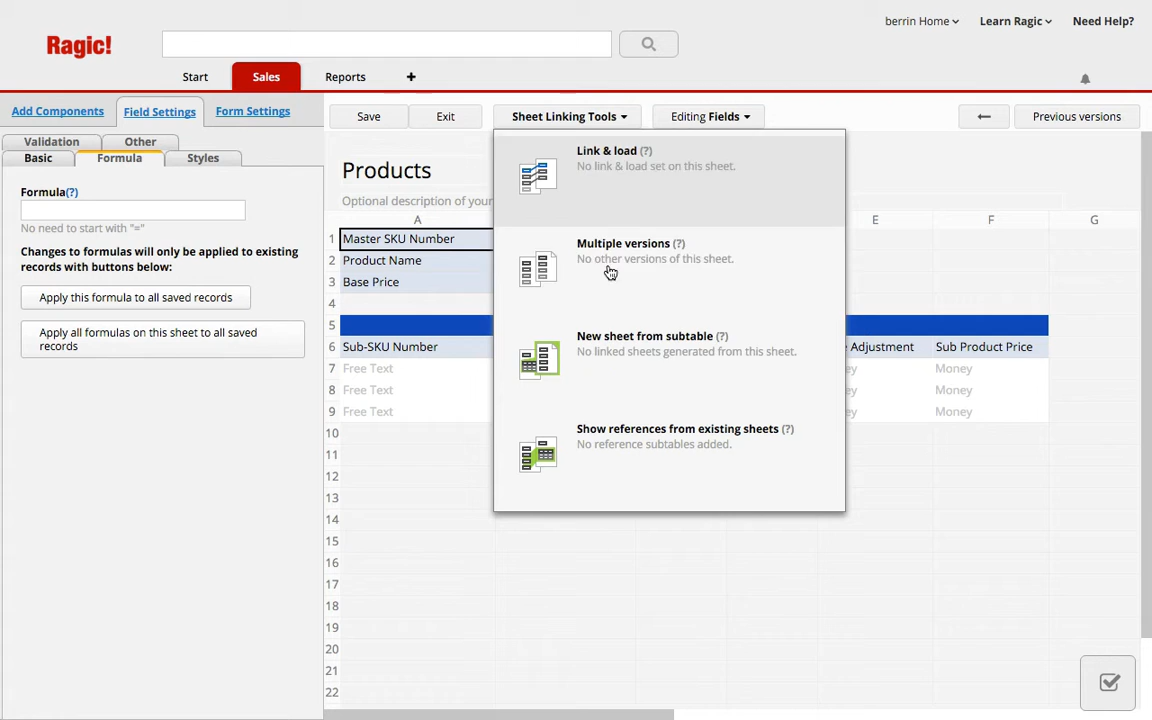 berrin Home Learn Ragic Need Help?
Ragic!
Start Sales Reports +
Add Components Field Settings Form Settings
Save Exit Sheet Linking Tools Editing Fields Previous versions
Validation Other
Basic Formula Styles
Formula(?)
No need to start with "="
Changes to formulas will only be applied to existing
records with buttons below:
Apply this formula to all saved records
Apply all formulas on this sheet to all saved
records
Products
Optional description of your
A E F G
1 Master SKU Number
2 Product Name
3 Base Price
4
5
6 Sub-SKU Number Adjustment Sub Product Price
7 Free Text ey Money
8 Free Text ey Money
9 Free Text ey Money
10
11
12
13
14
15
16
17
18
19
20
21
22
Link & load (?)
No link & load set on this sheet.
Multiple versions (?)
No other versions of this sheet.
New sheet from subtable (?)
No linked sheets generated from this sheet.
Show references from existing sheets (?)
No reference subtables added.